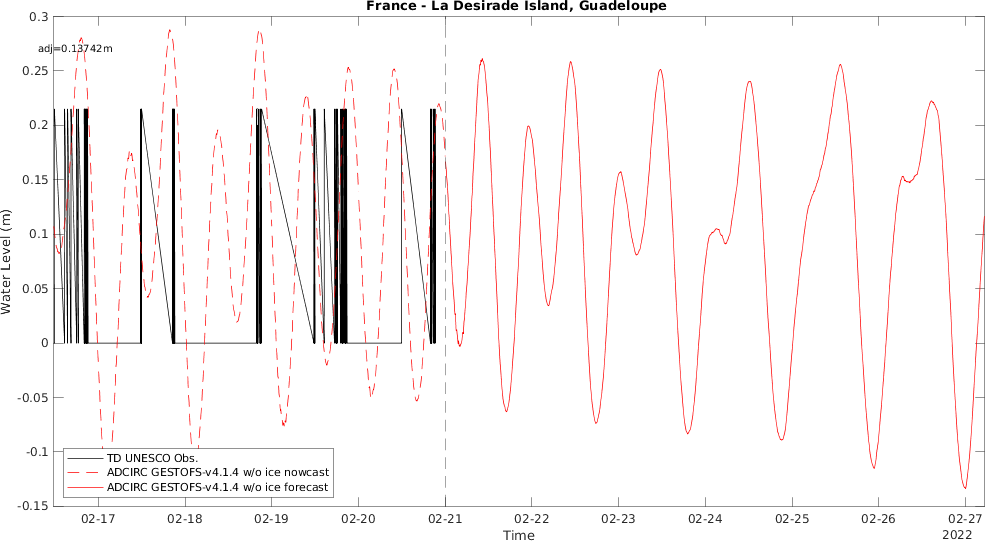 France - La Desirade Island, Guadeloupe
adj=0.13742m
0.3
0.25
0.2
0.15
0.1
0.05
0
-0.05
-0.1
-0.15
Water Level (m)
TD UNESCO Obs.
ADCIRC GESTOFS-v4.1.4 w/o ice nowcast
ADCIRC GESTOFS-v4.1.4 w/o ice forecast
02-17 02-18 02-19 02-20 02-21 02-22 02-23 02-24 02-25 02-26 02-27
Time
2022